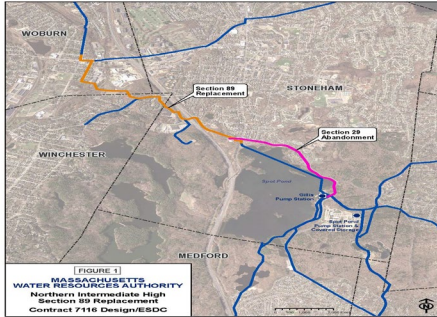 WOBURN
Section 89
Replacement
STONEHAM
Section 29
Abandonment
WINCHESTER
Spot Pond
Gillis
Pump Station
Spot Pond
Pump Station &
Covered Storage
MEDFORD
FIGURE 1
MASSACHUSETTS
WATER RESOURCES AUTHORITY
Northern Intermediate High
Section 89 Replacement
Contract 7116 Design/ESDC